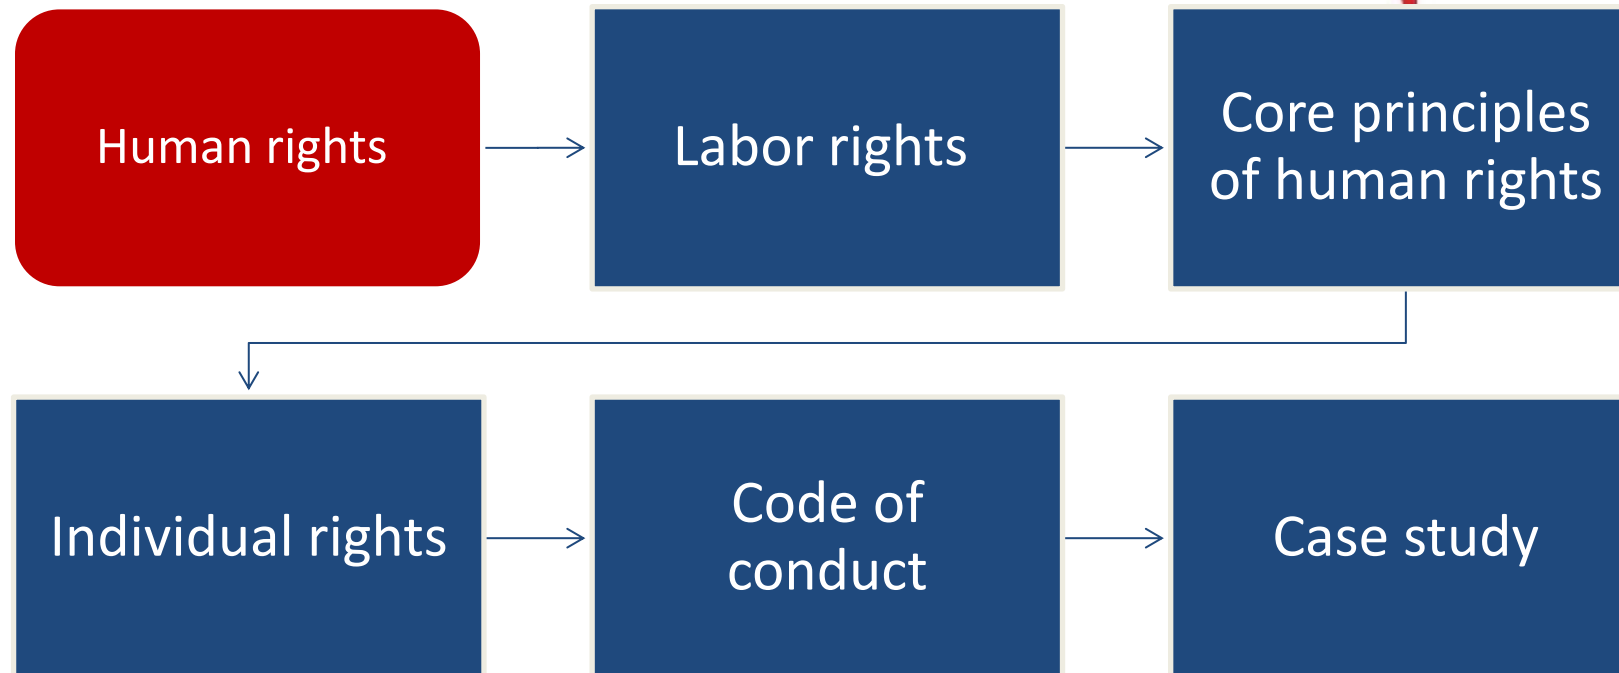 Human rights
Labor rights
Core principles
of human rights
Individual rights
Code of
conduct
Case study